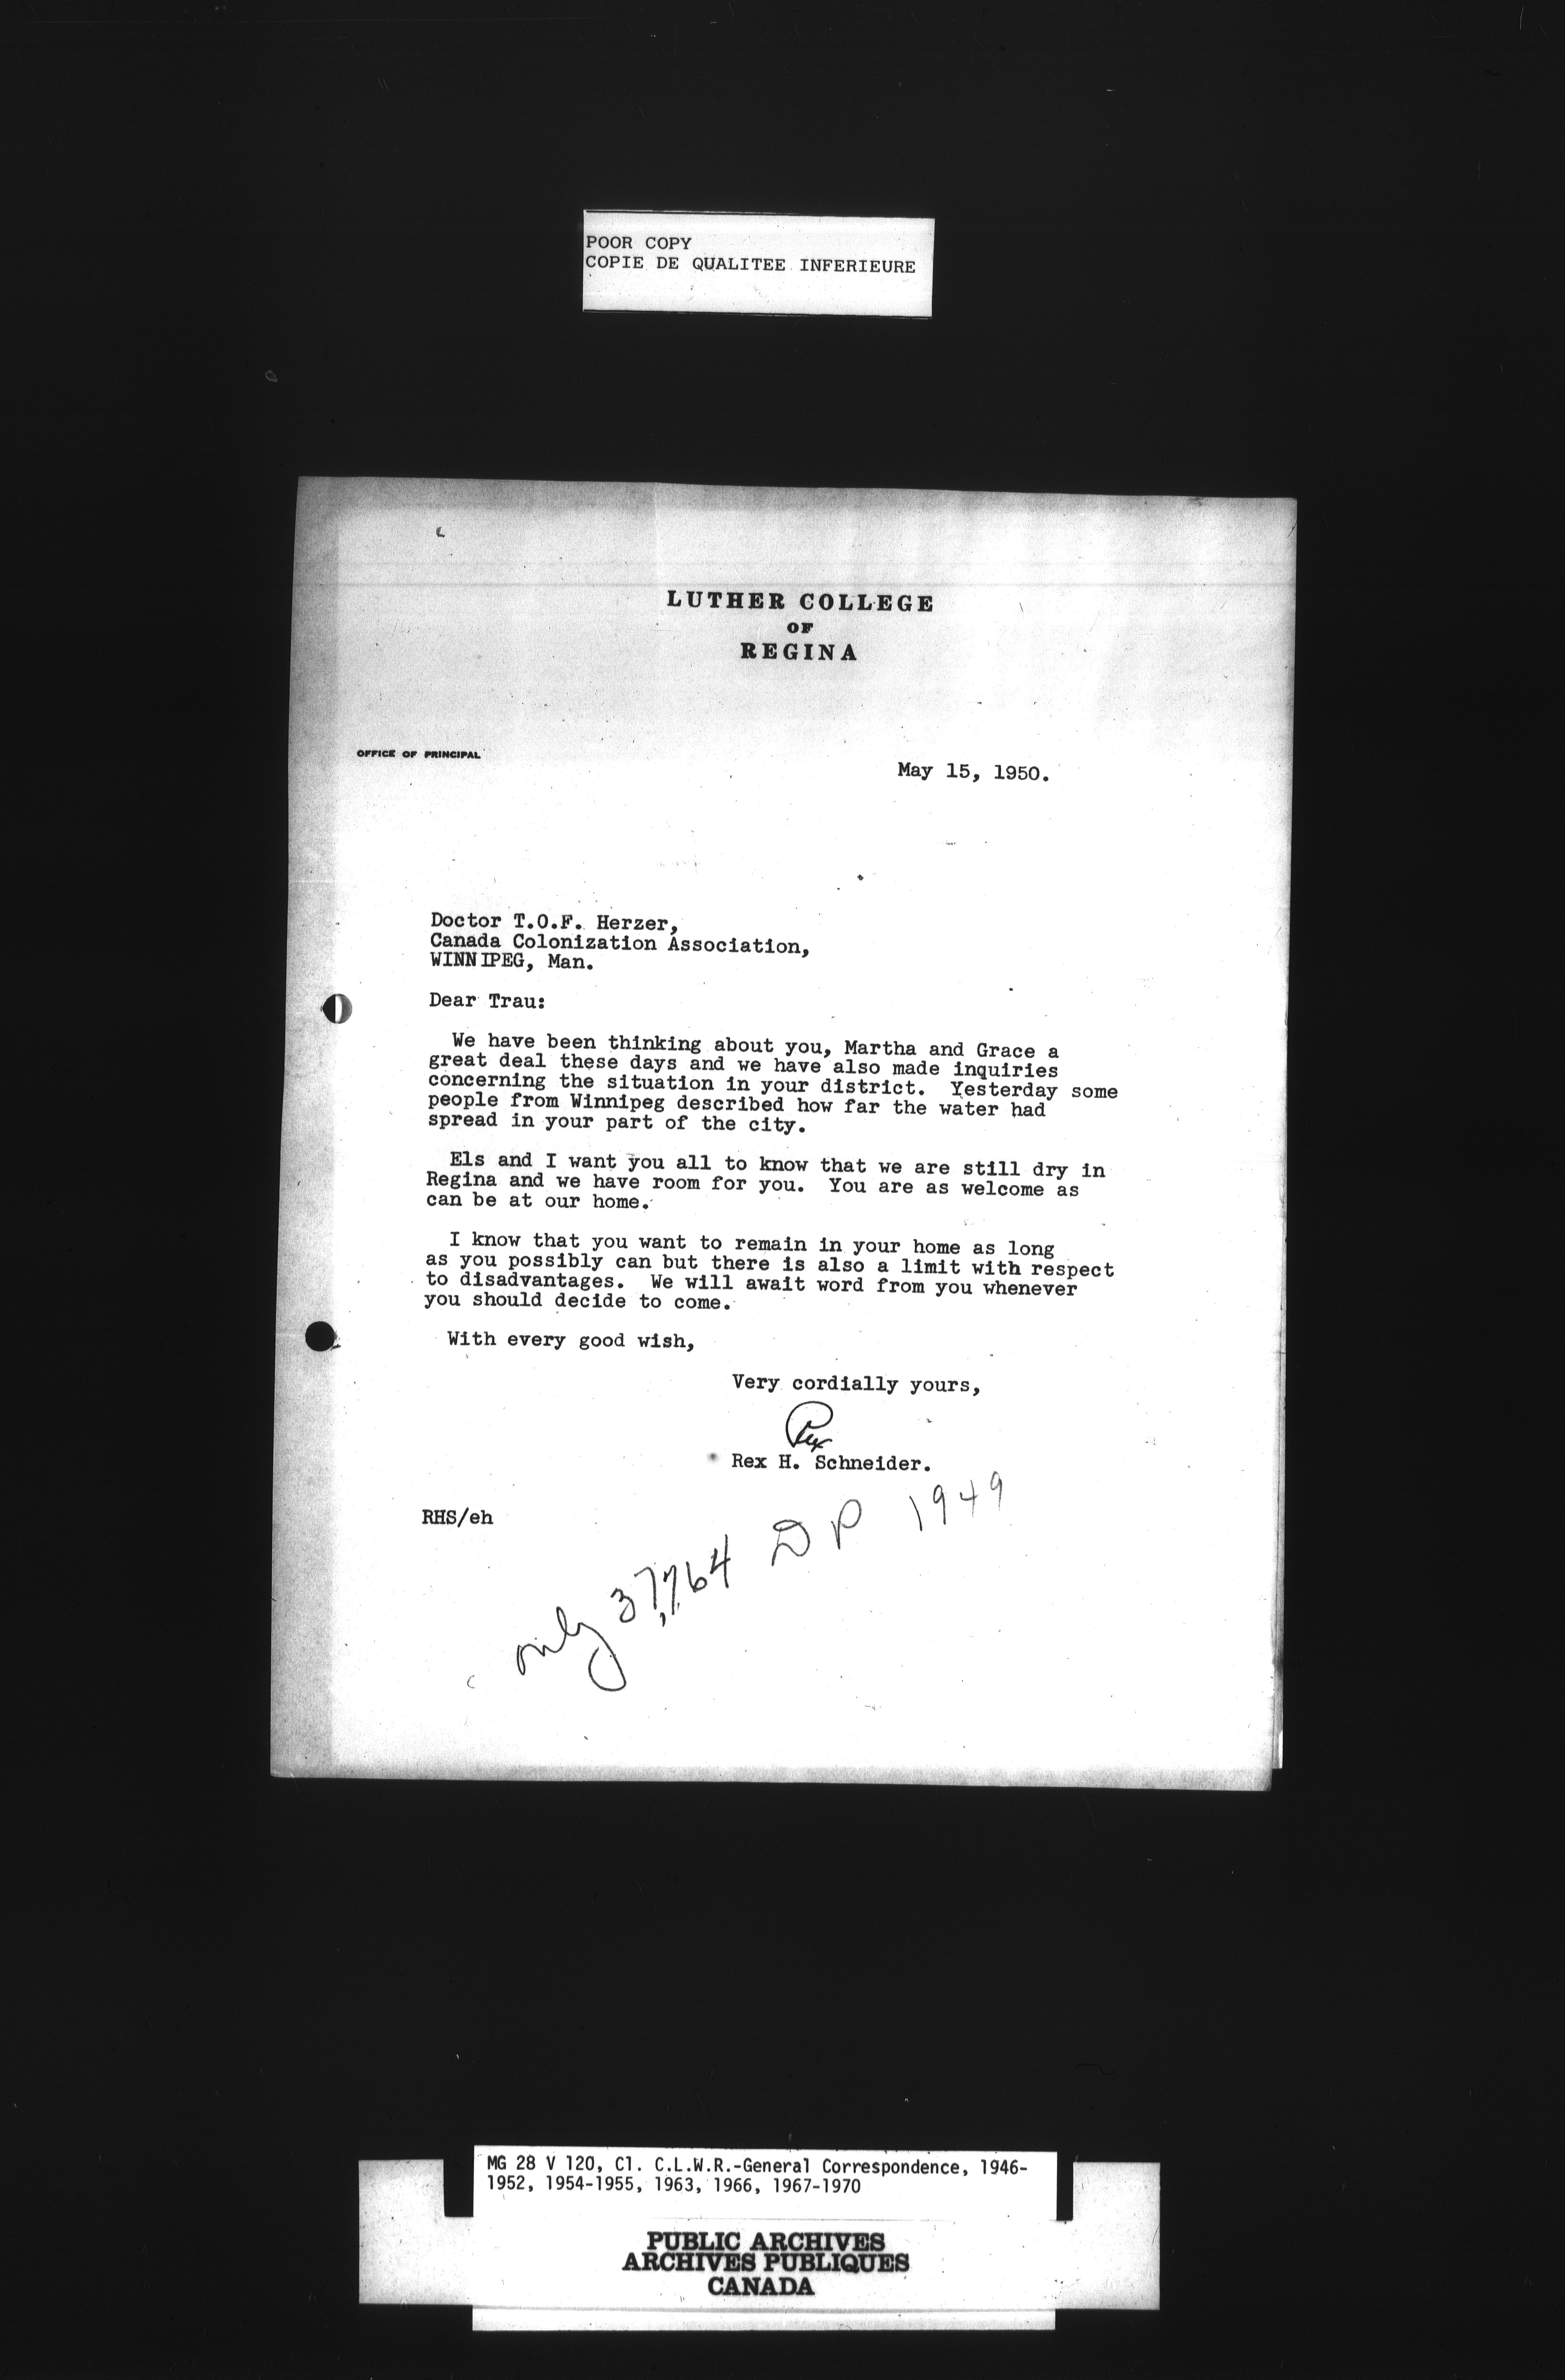 POOR COPY
COPIE DE QUALITEE INFERIEURE
LUTHER COLLEGE
OF
REGINA
OFFICE OF PRINCIPAL
May 15, 1950.
Doctor T.O.F. Herzer,
Canada Colonization Association,
WINNIPEG, Man.
Dear Trau:
We have been thinking about you, Martha and Grace a
great deal these days and we have also made inquiries
concerning the situation in your district. Yesterday some
people from Winnipeg described how far the water had
spread in your part of the city.
Els and I want you all to know that we are still dry in
Regina and we have room for you. You are as welcome as
can be at our home.
I know that you want to remain in your home as long
as you possibly can but there is also a limit with respect
to disadvantages. We will await word from you whenever
you should decide to come.
With every good wish,
Very cordially yours,
Rex
Rex H. Schneider.
RHS/eh
only 37,764 DP 1949
MG 28 V 120, C1. C.L.W.R.-General Correspondence, 1946-
1952, 1954-1955, 1963, 1966, 1967-1970
PUBLIC ARCHIVES
ARCHIVES PUBLIQUES
CANADA